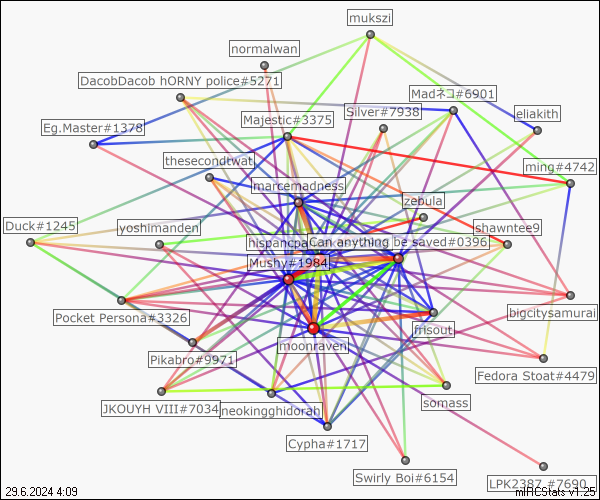 mukszi
normalwan
DacobDacob hORNY police#5271
Madネコ#6901
Silver#7938
eliakith
Majestic#3375
Eg.Master#1378
thesecondtwat
ming#4742
marcemadness
zebula
Duck#1245
yoshimanden
shawntee9
hispancpa
Can anything be saved#0396
Mushy#1984
Pocket Persona#3326
bigcitysamurai
frisout
moonraven
Pikabro#9971
Fedora Stoat#4479
JKOUYH VIII#7034
neokingghidorah
somass
Cypha#1717
Swirly Boi#6154
LPK2387_#7690
29.6.2024 4:09
mIRCStats v1.25